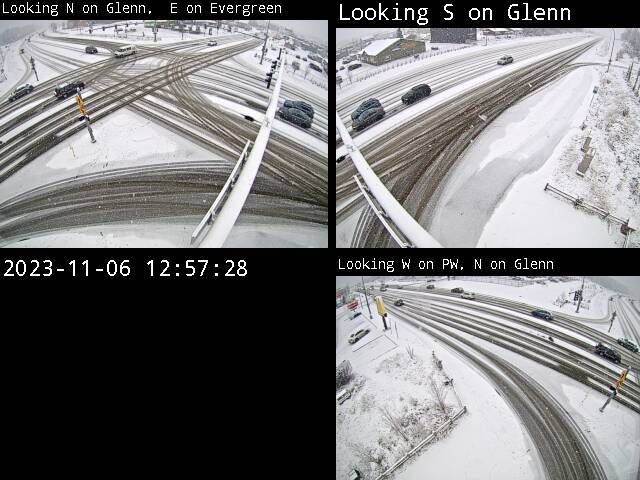 Looking N on Glenn,  E on Evergreen
Looking S on Glenn
2023-11-06 12:57:28
Looking W on PW, N on Glenn